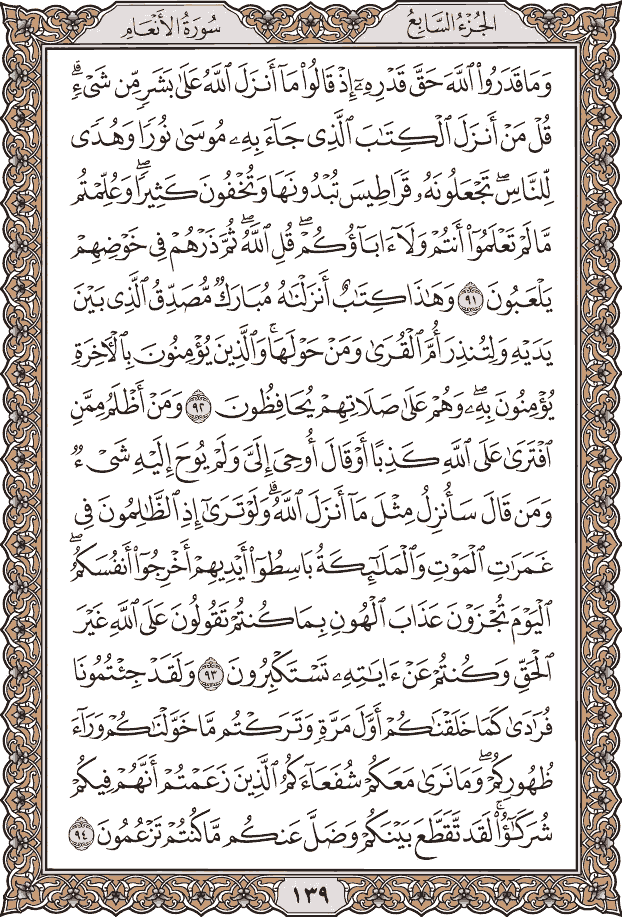 الجُزْءُ السَّابِعُ
سُورَةُ الأَنْعَامِ
وَمَا قَدَرُوا۟ ٱللَّهَ حَقَّ قَدْرِهِۦٓ إِذْ قَالُوا۟ مَآ أَنزَلَ ٱللَّهُ عَلَىٰ بَشَرٍ مِّن شَىْءٍ ۗ
قُلْ مَنْ أَنزَلَ ٱلْكِتَٰبَ ٱلَّذِى جَآءَ بِهِۦ مُوسَىٰ نُورًا وَهُدًى
لِّلنَّاسِ ۖ تَجْعَلُونَهُۥ قَرَاطِيسَ تُبْدُونَهَا وَتُخْفُونَ كَثِيرًا ۖ وَعُلِّمْتُم
مَّا لَمْ تَعْلَمُوٓا۟ أَنتُمْ وَلَآ ءَابَآؤُكُمْ ۖ قُلِ ٱللَّهُ ۖ ثُمَّ ذَرْهُمْ فِى خَوْضِهِمْ
يَلْعَبُونَ ٩١ وَهَٰذَا كِتَٰبٌ أَنزَلْنَٰهُ مُبَارَكٌ مُّصَدِّقُ ٱلَّذِى بَيْنَ
يَدَيْهِ وَلِتُنذِرَ أُمَّ ٱلْقُرَىٰ وَمَنْ حَوْلَهَا ۚ وَٱلَّذِينَ يُؤْمِنُونَ بِٱلْءَاخِرَةِ
يُؤْمِنُونَ بِهِۦ ۖ وَهُمْ عَلَىٰ صَلَاتِهِمْ يُحَافِظُونَ ٩٢ وَمَنْ أَظْلَمُ مِمَّنِ
ٱفْتَرَىٰ عَلَى ٱللَّهِ كَذِبًا أَوْ قَالَ أُوحِىَ إِلَىَّ وَلَمْ يُوحَ إِلَيْهِ شَىْءٌ
وَمَن قَالَ سَأُنزِلُ مِثْلَ مَآ أَنزَلَ ٱللَّهُ ۗ وَلَوْ تَرَىٰٓ إِذِ ٱلظَّٰلِمُونَ فِى
غَمَرَٰتِ ٱلْمَوْتِ وَٱلْمَلَٰٓئِكَةُ بَاسِطُوٓا۟ أَيْدِيهِمْ أَخْرِجُوٓا۟ أَنفُسَكُمُ ۖ
ٱلْيَوْمَ تُجْزَوْنَ عَذَابَ ٱلْهُونِ بِمَا كُنتُمْ تَقُولُونَ عَلَى ٱللَّهِ غَيْرَ
ٱلْحَقِّ وَكُنتُمْ عَنْ ءَايَٰتِهِۦ تَسْتَكْبِرُونَ ٩٣ وَلَقَدْ جِئْتُمُونَا
فُرَٰدَىٰ كَمَا خَلَقْنَٰكُمْ أَوَّلَ مَرَّةٍ وَتَرَكْتُم مَّا خَوَّلْنَٰكُمْ وَرَآءَ
ظُهُورِكُمْ ۖ وَمَا نَرَىٰ مَعَكُمْ شُفَعَآءَكُمُ ٱلَّذِينَ زَعَمْتُمْ أَنَّهُمْ فِيكُمْ
شُرَكَٰٓؤُا۟ ۚ لَقَد تَّقَطَّعَ بَيْنَكُمْ وَضَلَّ عَنكُم مَّا كُنتُمْ تَزْعُمُونَ ٩٤
١٣٩